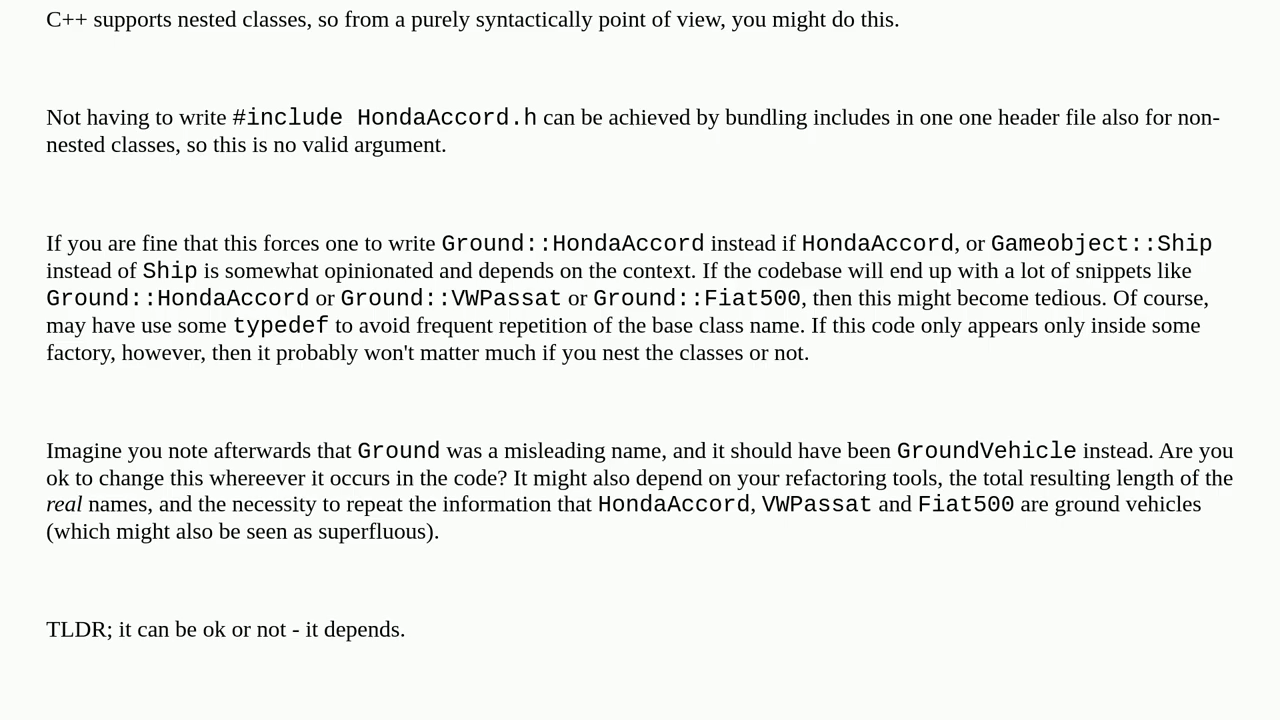 C++ supports nested classes, so from a purely syntactically point of view, you might do this.
Not having to write #include HondaAccord.h can be achieved by bundling includes in one one header file also for non-
nested classes, so this is no valid argument.
If you are fine that this forces one to write Ground::HondaAccord instead if HondaAccord, or Gameobject::Ship
instead of Ship is somewhat opinionated and depends on the context. If the codebase will end up with a lot of snippets like
Ground::HondaAccord or Ground::VWPassat or Ground::Fiat500, then this might become tedious. Of course,
may have use some typedef to avoid frequent repetition of the base class name. If this code only appears only inside some
factory, however, then it probably won't matter much if you nest the classes or not.
Imagine you note afterwards that Ground was a misleading name, and it should have been GroundVehicle instead. Are you
ok to change this whereever it occurs in the code? It might also depend on your refactoring tools, the total resulting length of the
real names, and the necessity to repeat the information that HondaAccord, VWPassat and Fiat500 are ground vehicles
(which might also be seen as superfluous).
TLDR; it can be ok or not - it depends.